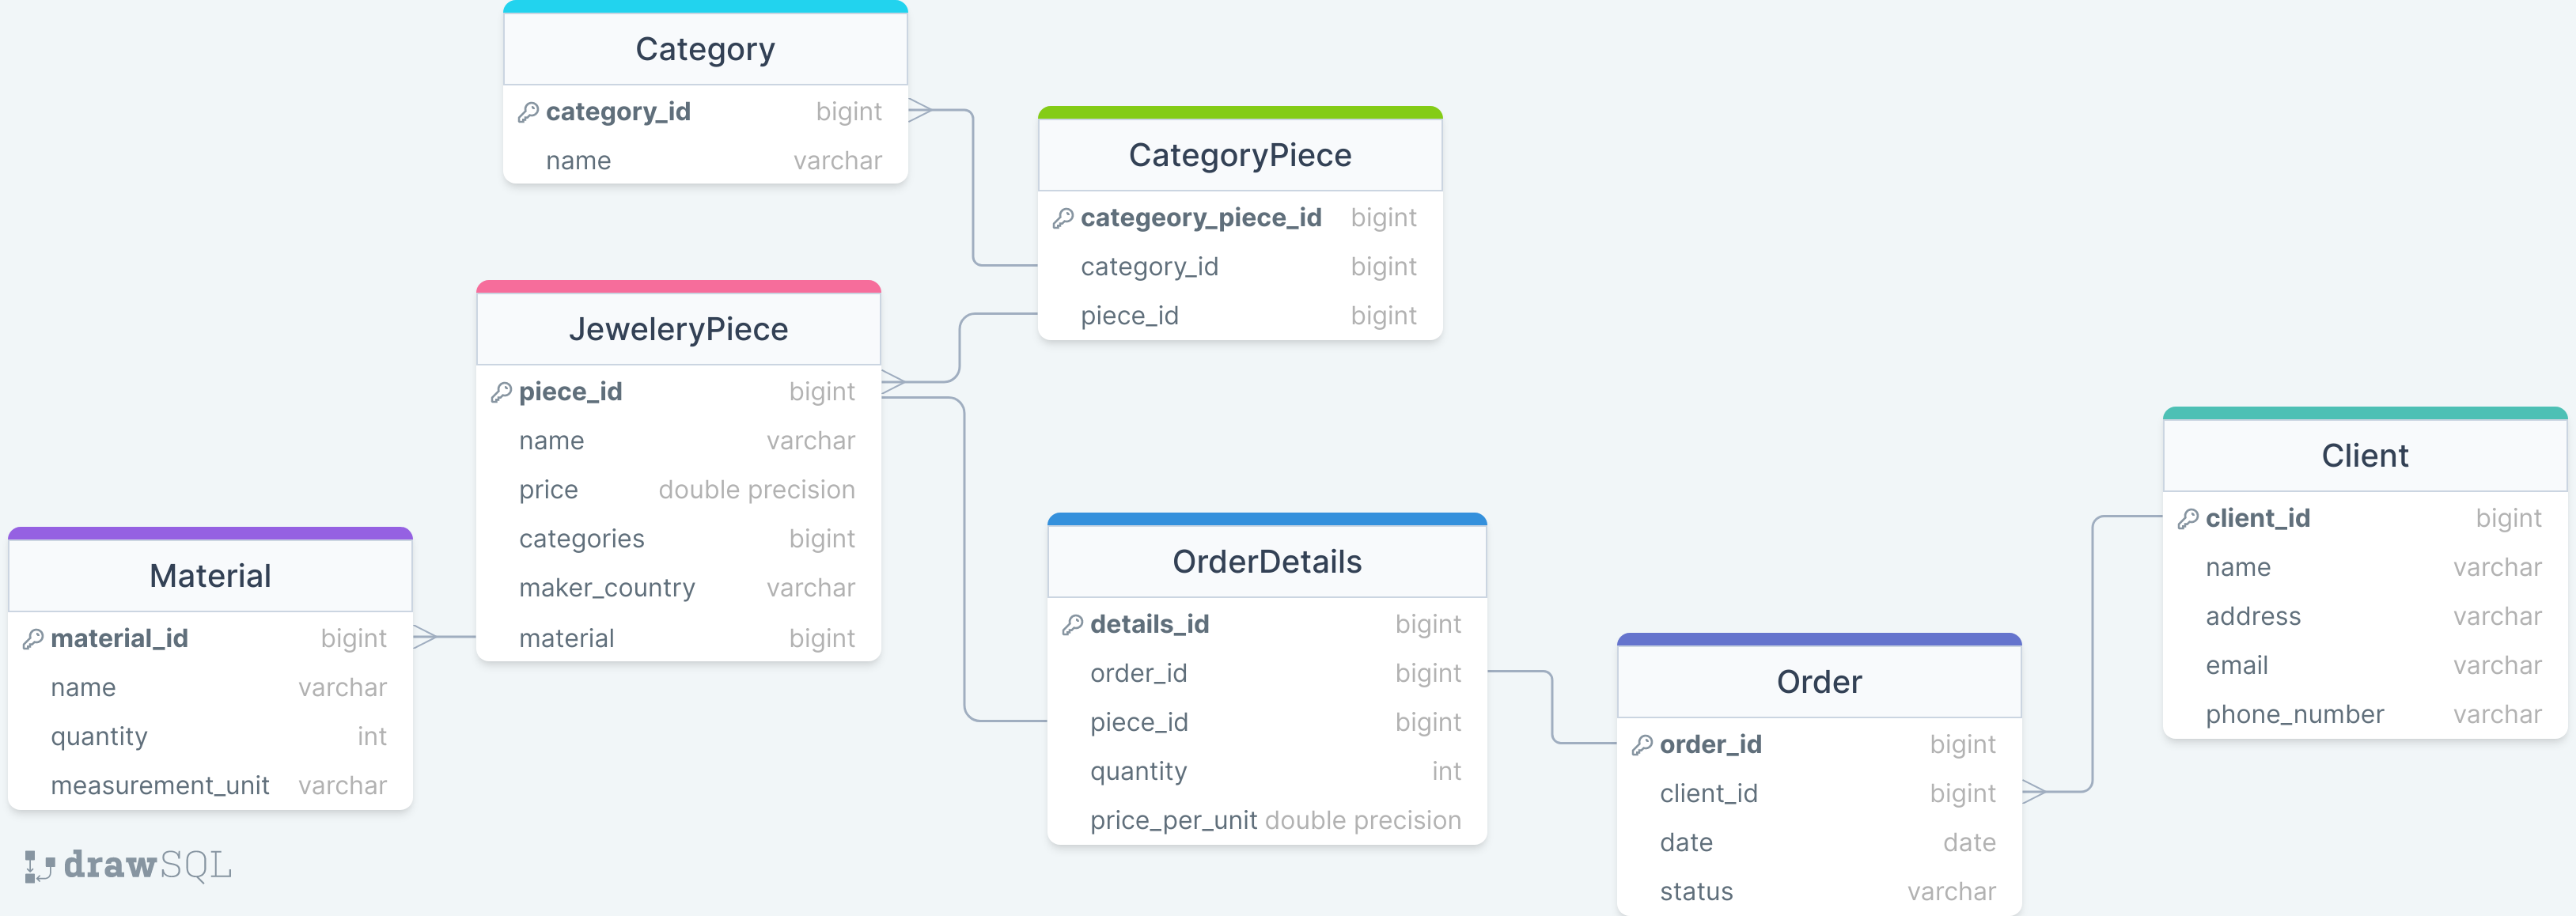 Category
category_id bigint
name varchar
CategoryPiece
categeory_piece_id bigint
category_id bigint
piece_id bigint
JeweleryPiece
piece_id bigint
name varchar
price double precision
categories bigint
maker_country varchar
material bigint
Material
material_id bigint
name varchar
quantity int
measurement_unit varchar
OrderDetails
details_id bigint
order_id bigint
piece_id bigint
quantity int
price_per_unit double precision
Order
order_id bigint
client_id bigint
date date
status varchar
Client
client_id bigint
name varchar
address varchar
email varchar
phone_number varchar
drawSQL